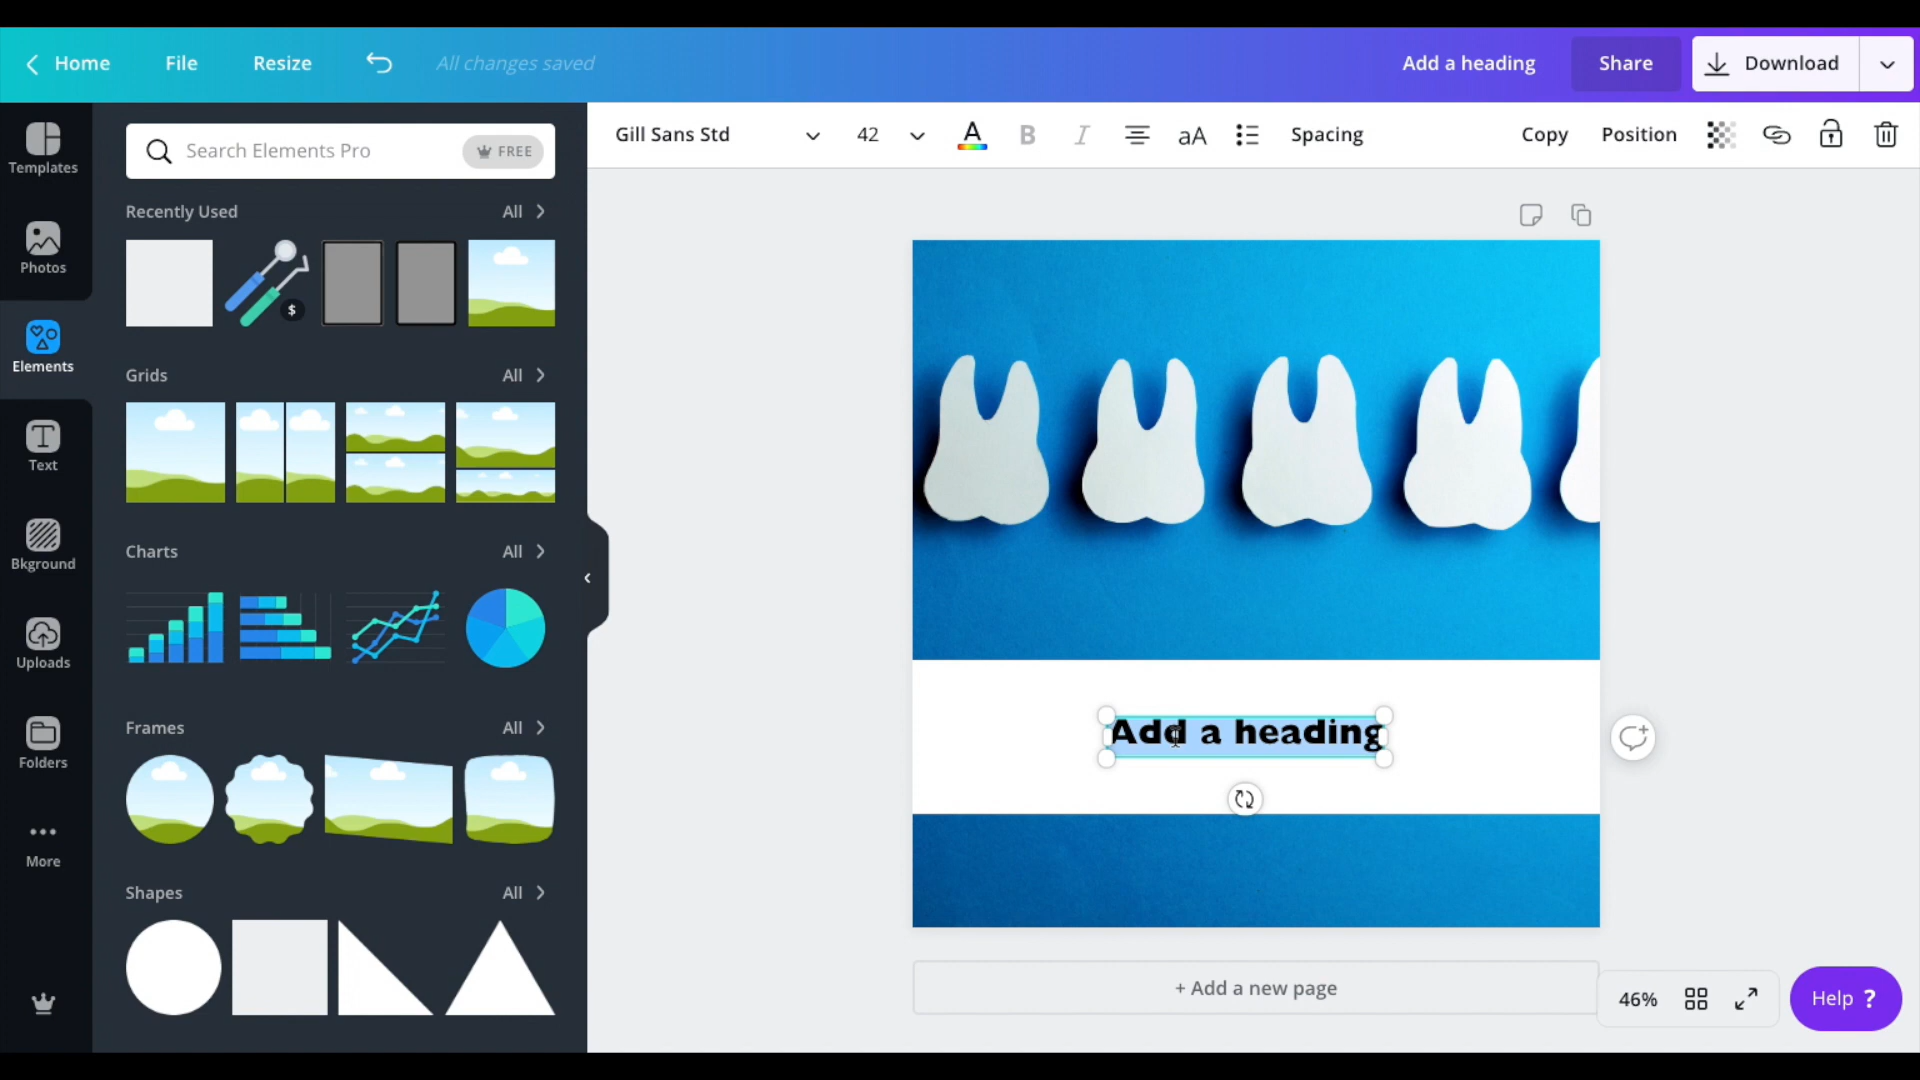 Home File Resize All changes saved Add a heading Share Download
Templates
Photos
Elements
Text
Bkground
Uploads
Folders
More
Search Elements Pro FREE
Recently Used All
$
Grids All
Charts All
Frames All
Shapes All
Gill Sans Std 42 A B I aA Spacing Copy Position
Add a heading
+ Add a new page
46%
Help ?